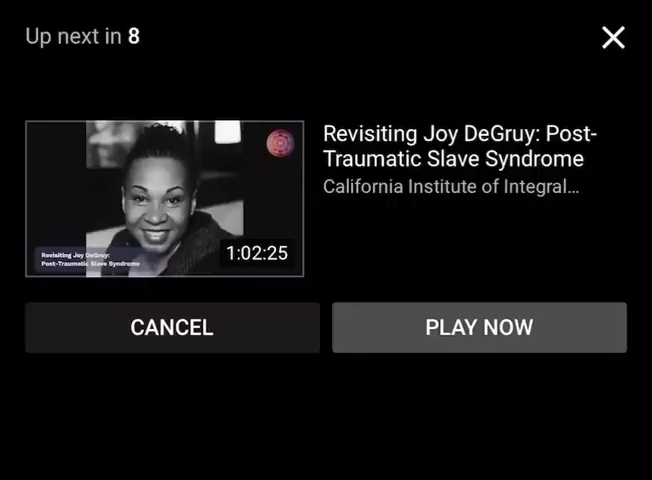 Up next in 8
Revisiting Joy DeGruy: Post-
Traumatic Slave Syndrome
California Institute of Integral...
Revisiting Joy DeGruy:
Post-Traumatic Slave Syndrome
1:02:25
CANCEL
PLAY NOW